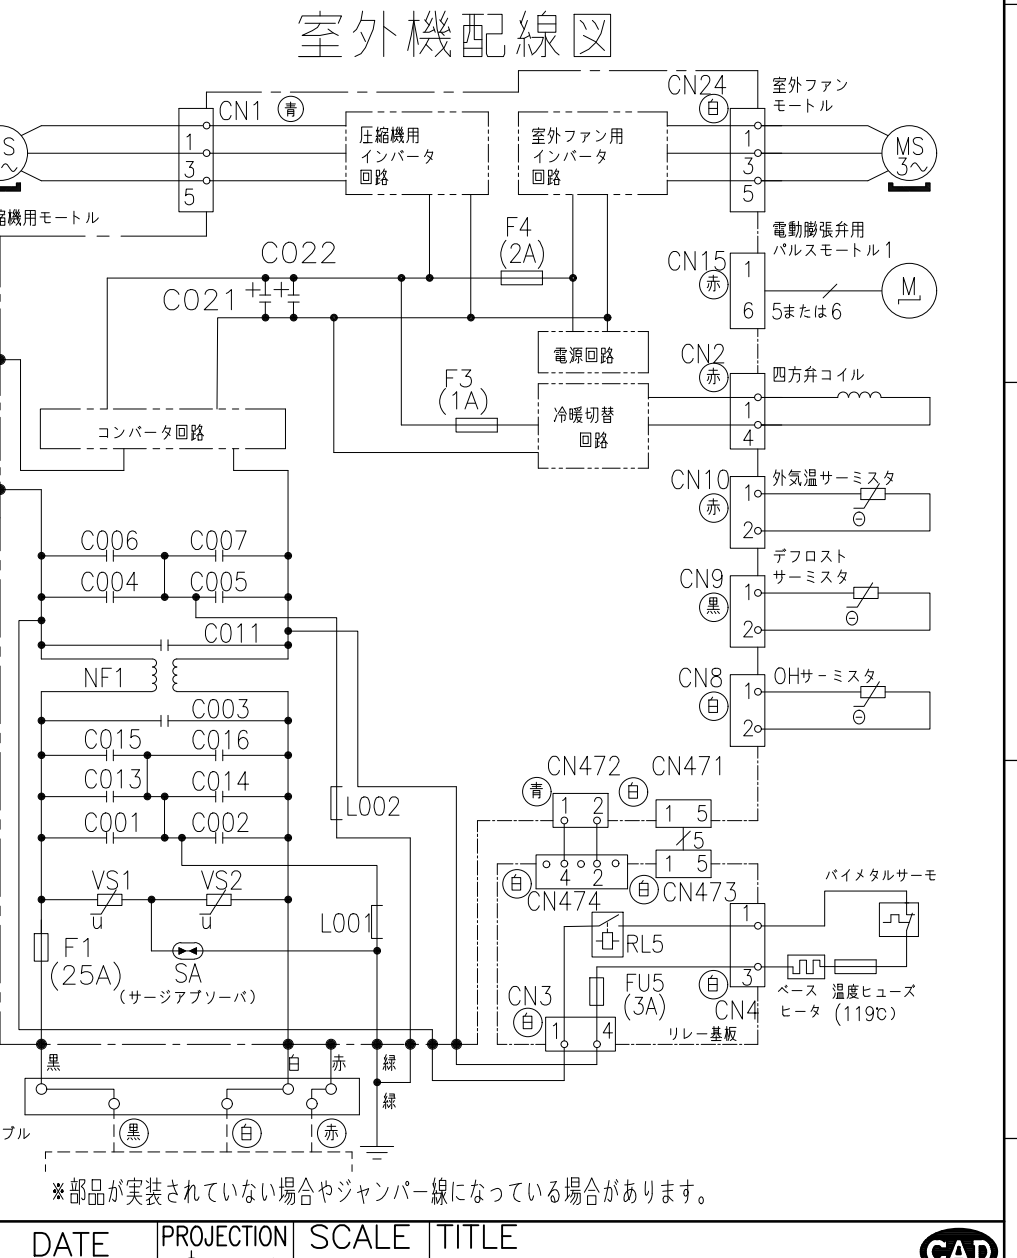 室外機配線図
CN1 青
1
3
5
S
~
縮機用モートル
圧縮機用
インバータ
回路
室外ファン用
インバータ
回路
CN24
白
1
3
5
室外ファン
モートル
MS
3~
CO22
CO21
+ +
F4
(2A)
電源回路
F3
(1A)
冷暖切替
回路
コンバータ回路
CN15
赤
1
6
電動膨張弁用
パルスモートル1
5または6
M
CN2
赤
1
4
四方弁コイル
CN10
赤
1
2
外気温サーミスタ
CN9
黒
1
2
デフロスト
サーミスタ
CN8
白
1
2
OHサーミスタ
C006 C007
C004 C005
C011
NF1
C003
C015 C016
C013 C014
C001 C002
L002
VS1 VS2
u u
L001
F1
(25A)
SA
(サージアブソーバ)
CN472 CN471
青 1 2 白 1 5
5
4 2 1 5
白 CN474 白 CN473
RL5
FU5
(3A)
CN3
白
1 4
1
3
白
CN4
リレー基板
バイメタルサーモ
ベース
ヒータ
温度ヒューズ
(119℃)
黒 白 赤 緑
緑
ブル
黒 白 赤
※部品が実装されていない場合やジャンパー線になっている場合があります。
DATE PROJECTION SCALE TITLE
CAD